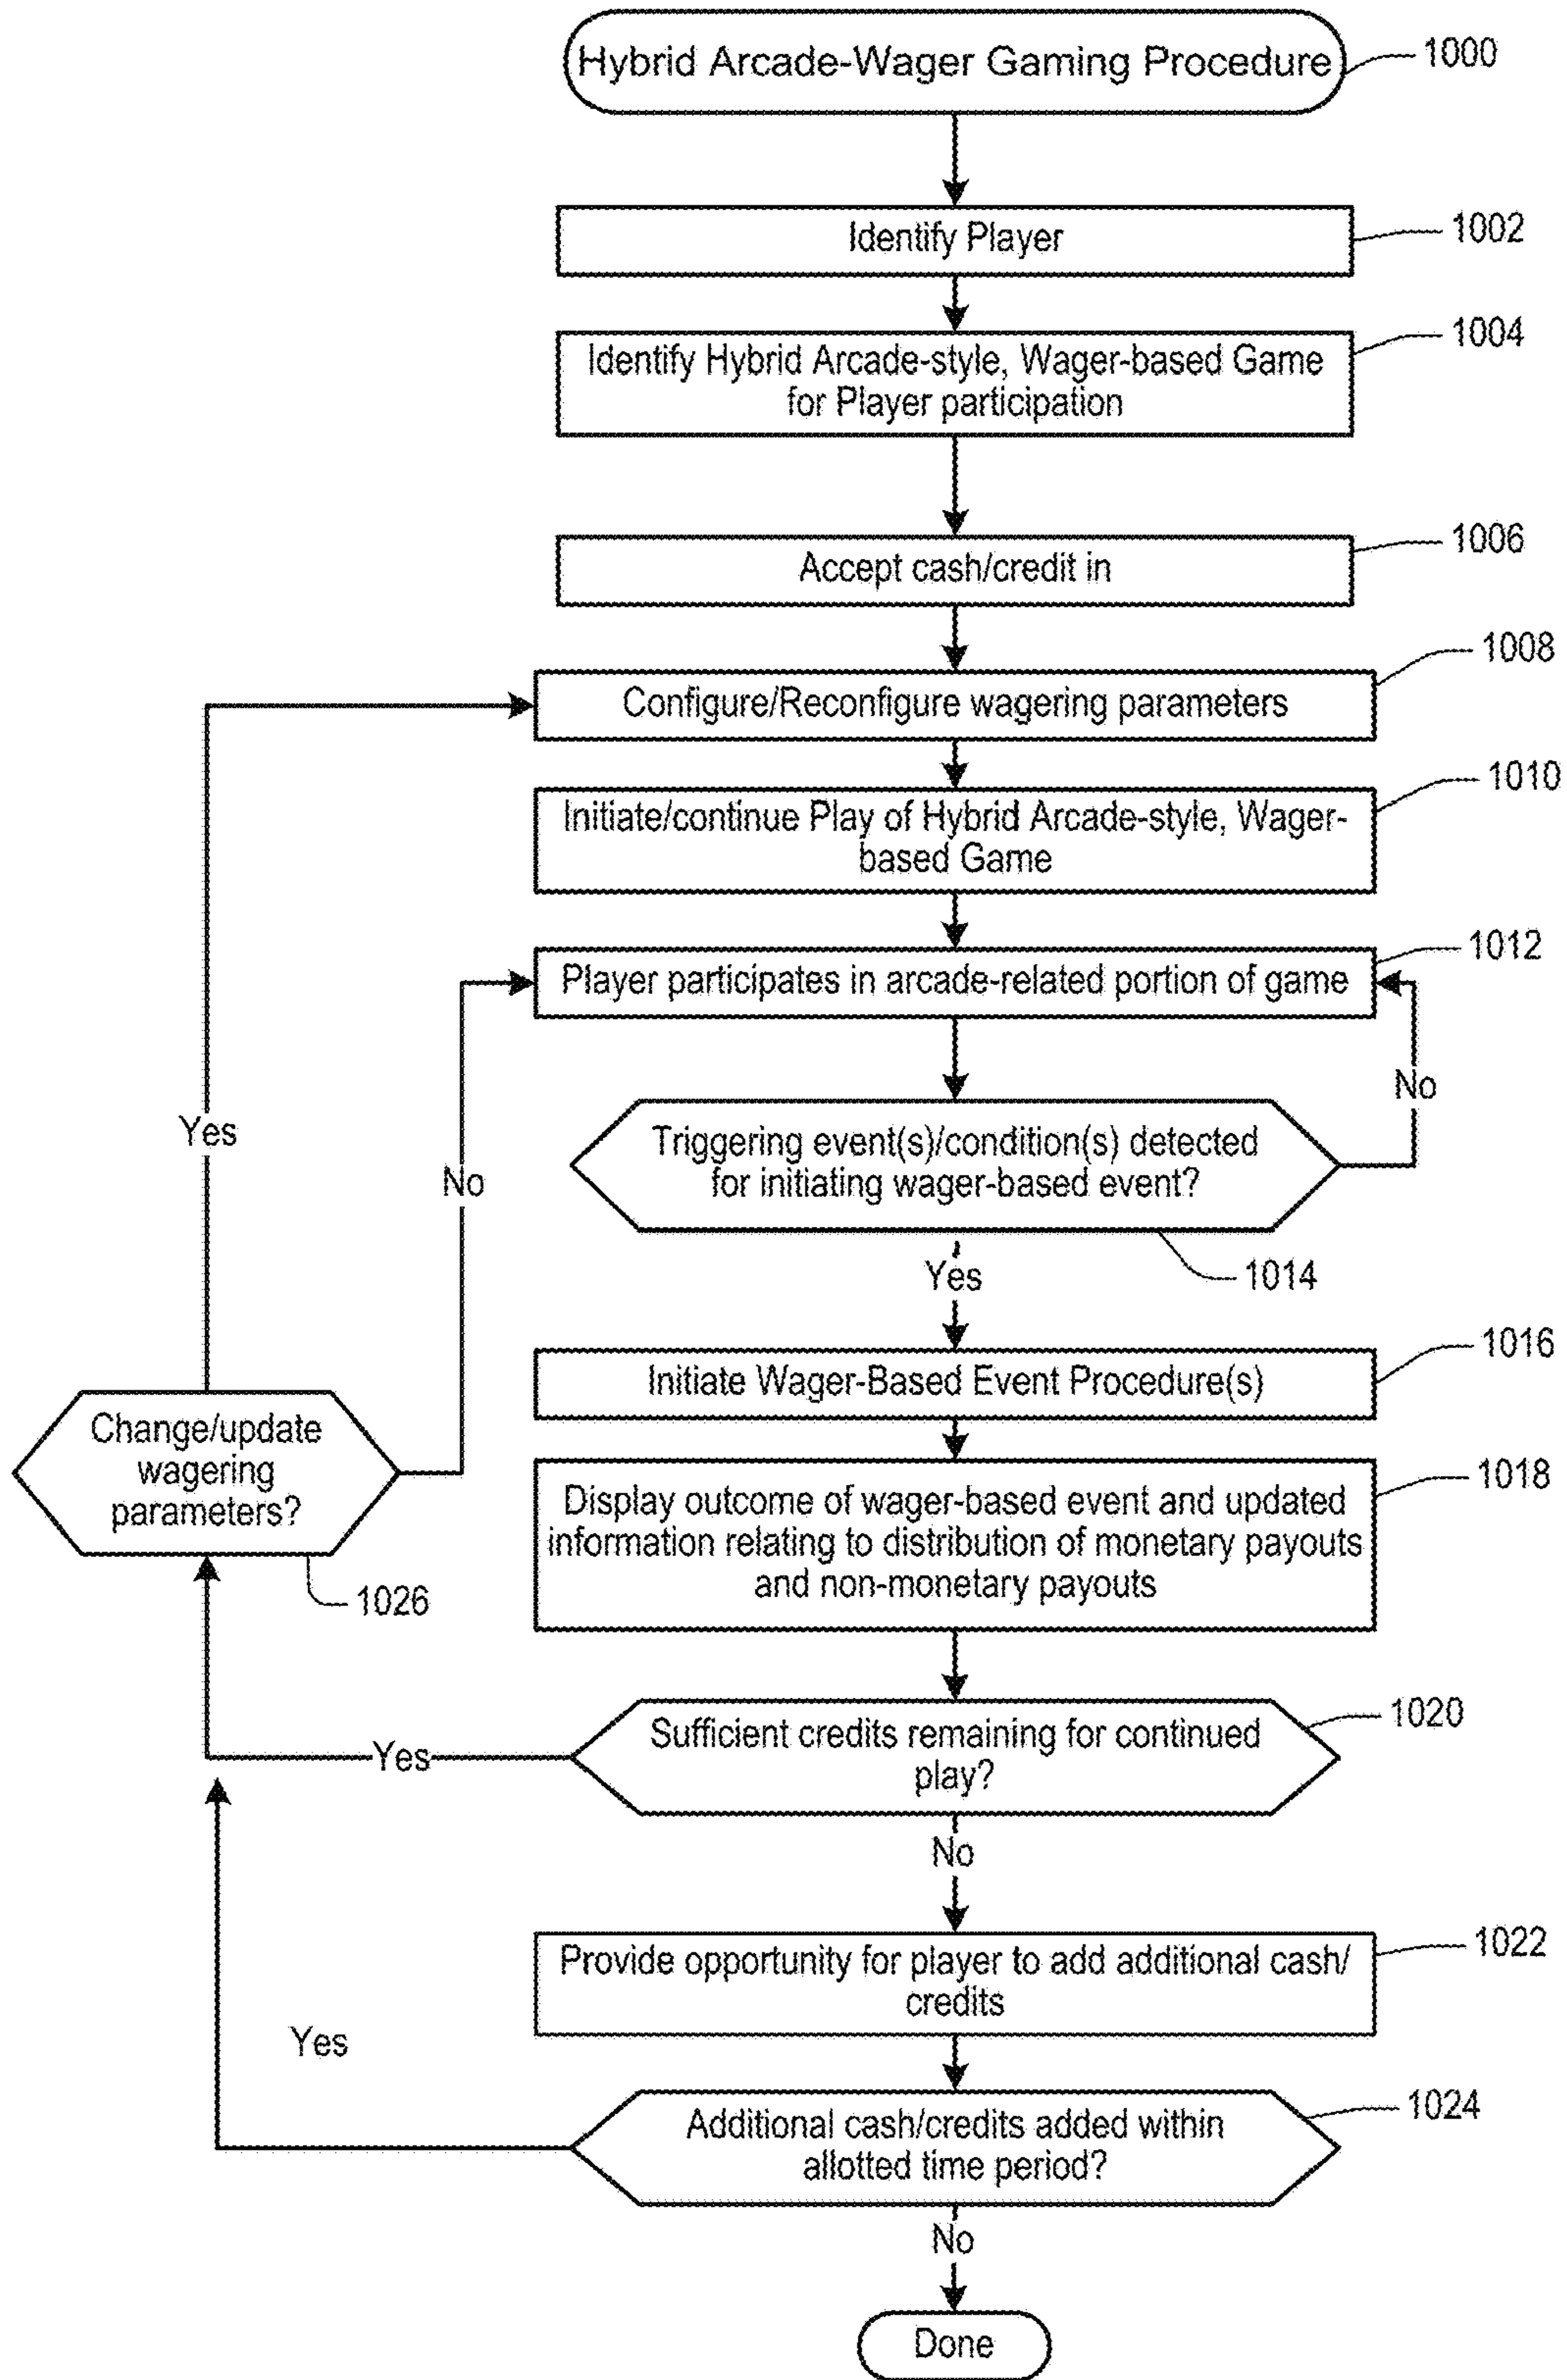 Hybrid Arcade-Wager Gaming Procedure
1000
Identify Player
1002
Identify Hybrid Arcade-style, Wager-based Game
for Player participation
1004
Accept cash/credit in
1006
Configure/Reconfigure wagering parameters
1008
Initiate/continue Play of Hybrid Arcade-style, Wager-
based Game
1010
Player participates in arcade-related portion of game
1012
No
Yes
No
Triggering event(s)/condition(s) detected
for initiating wager-based event?
1014
Yes
Initiate Wager-Based Event Procedure(s)
1016
Change/update
wagering
parameters?
1026
Display outcome of wager-based event and updated
information relating to distribution of monetary payouts
and non-monetary payouts
1018
Sufficient credits remaining for continued
play?
1020
Yes
No
Provide opportunity for player to add additional cash/
credits
1022
Yes
Additional cash/credits added within
allotted time period?
1024
No
Done